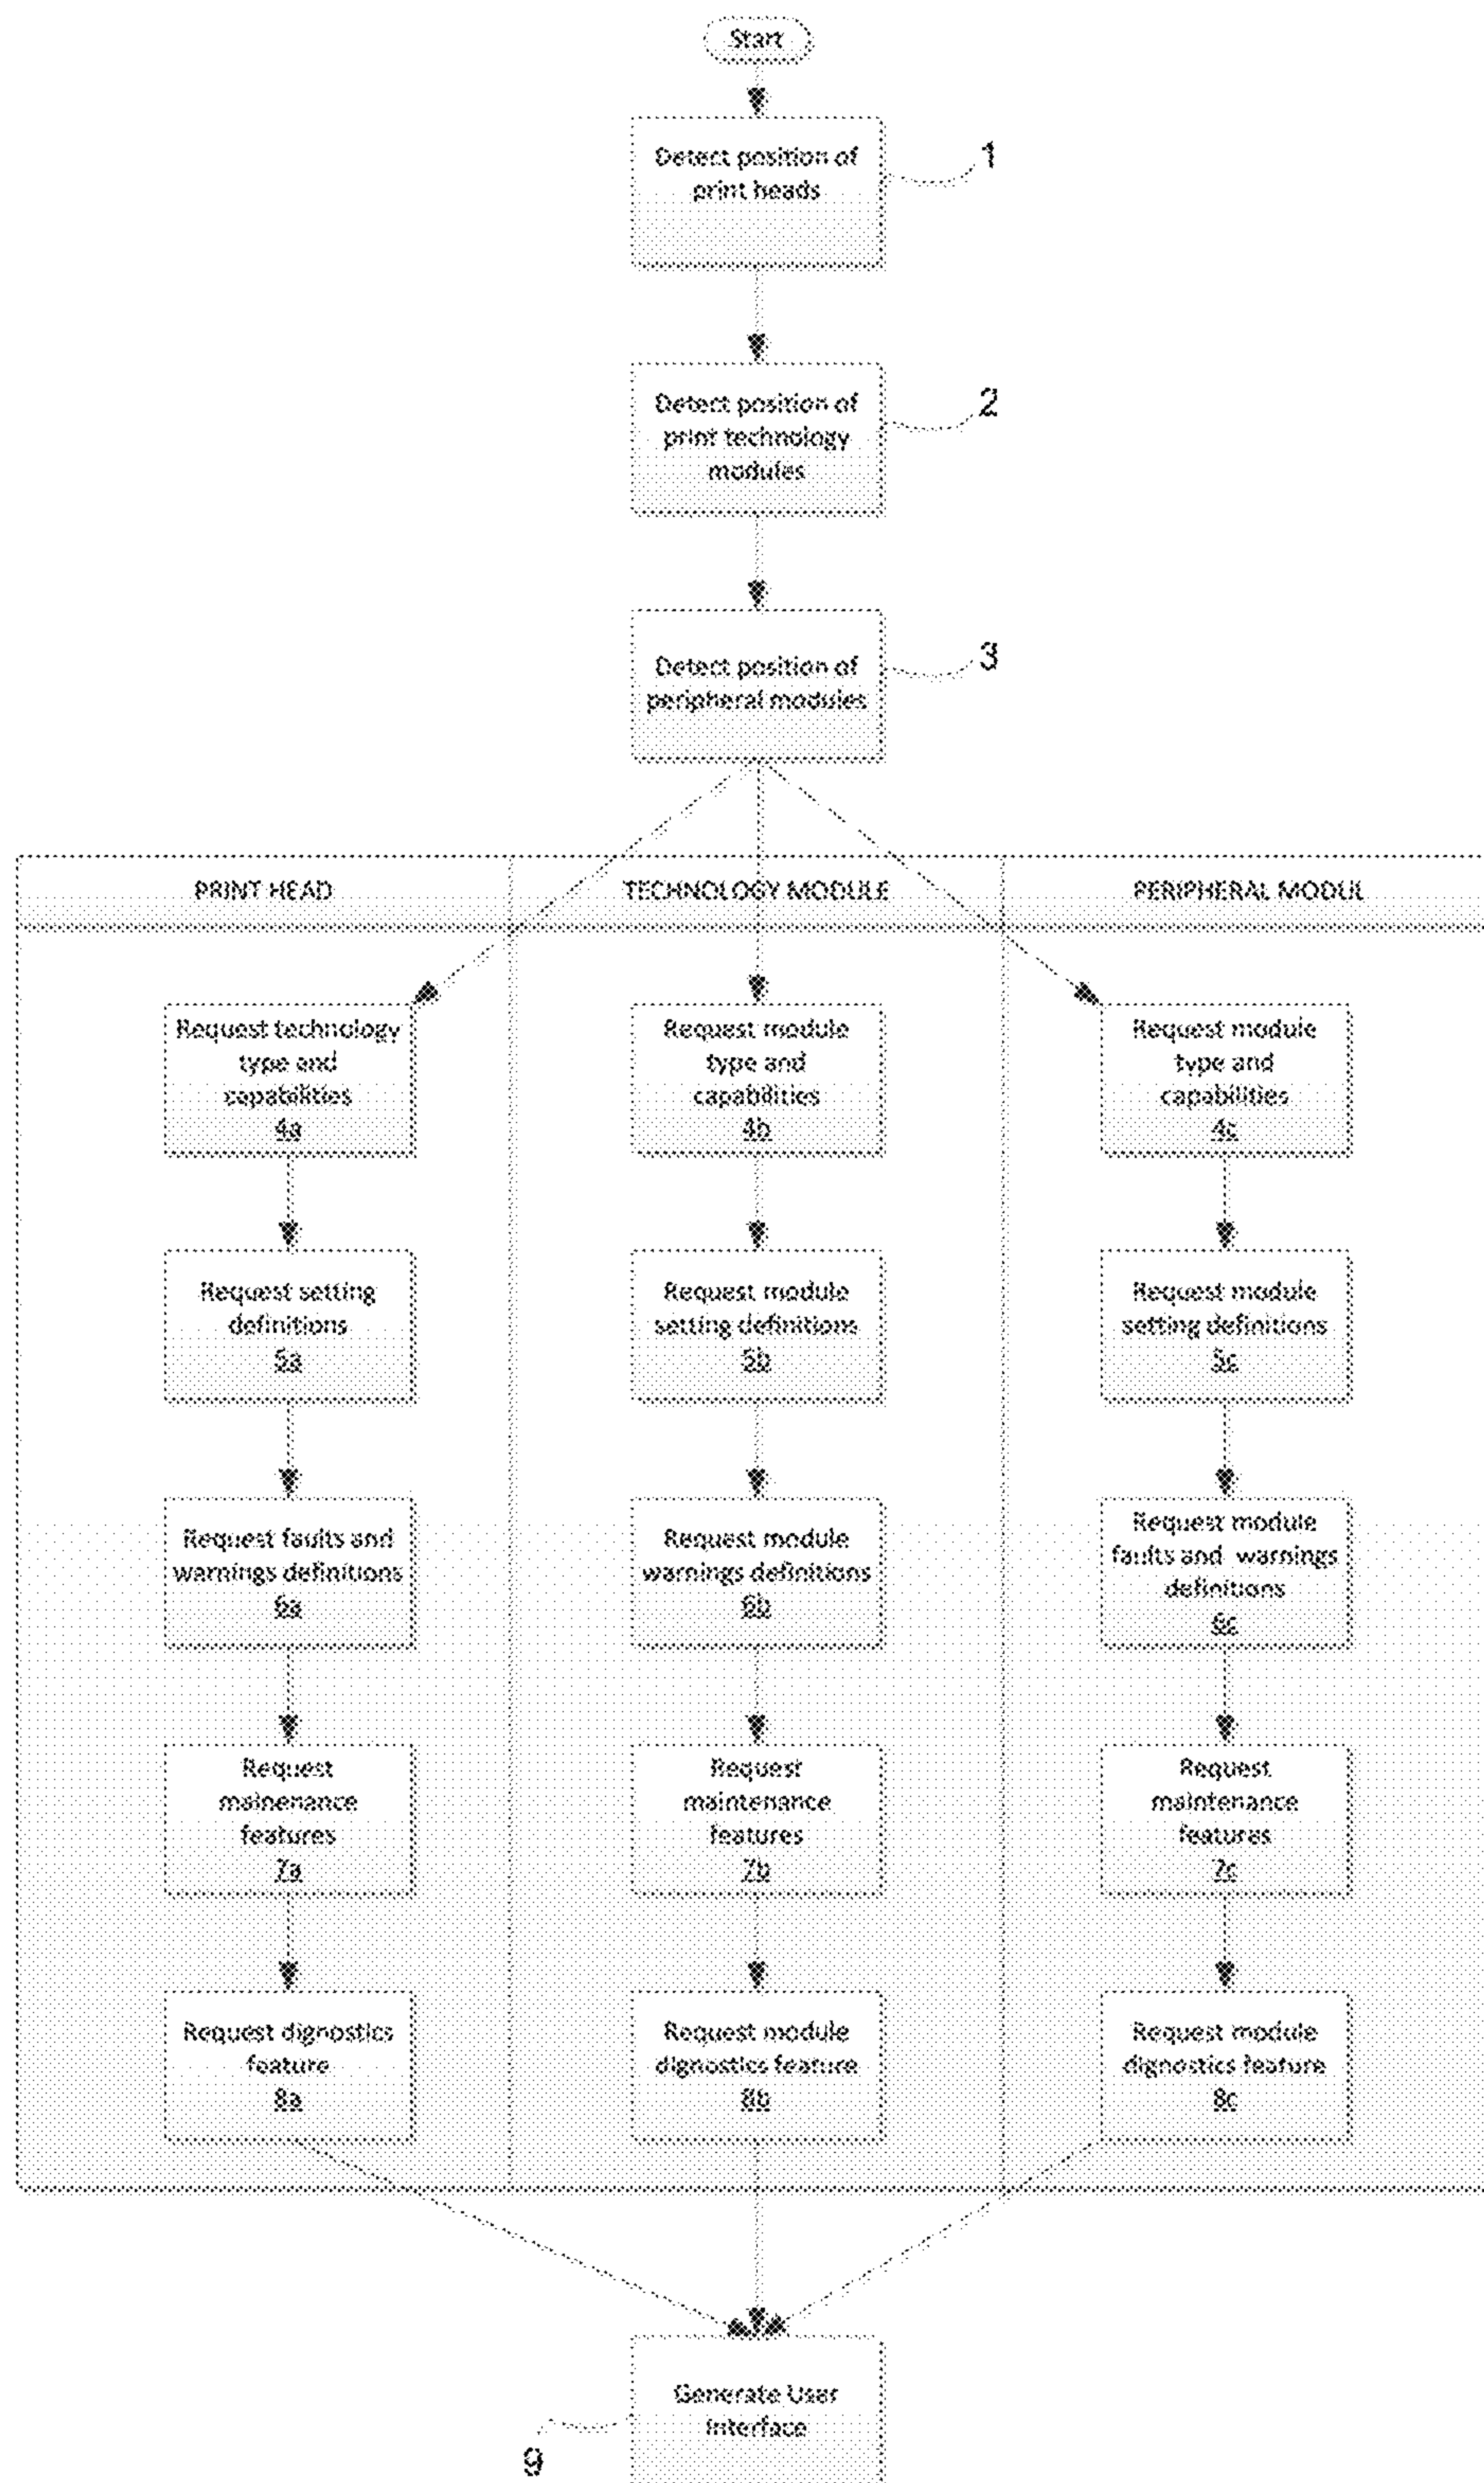 Start
Detect position of
print heads
1
Detect position of
print technology
modules
2
Detect position of
peripheral modules
3
PRINT HEAD
TECHNOLOGY MODULE
PERIPHERAL MODUL
Request technology
type and
capabilities
4a
Request module
type and
capabilities
4b
Request module
type and
capabilities
4c
Request setting
definitions
5a
Request module
setting definitions
5b
Request module
setting definitions
5c
Request faults and
warnings definitions
6a
Request module
warnings definitions
6b
Request module
faults and warnings
definitions
6c
Request
mainenance
features
7a
Request
maintenance
features
7b
Request
maintenance
features
7c
Request dignostics
feature
8a
Request module
dignostics feature
8b
Request module
dignostics feature
8c
Generate User
Interface
9